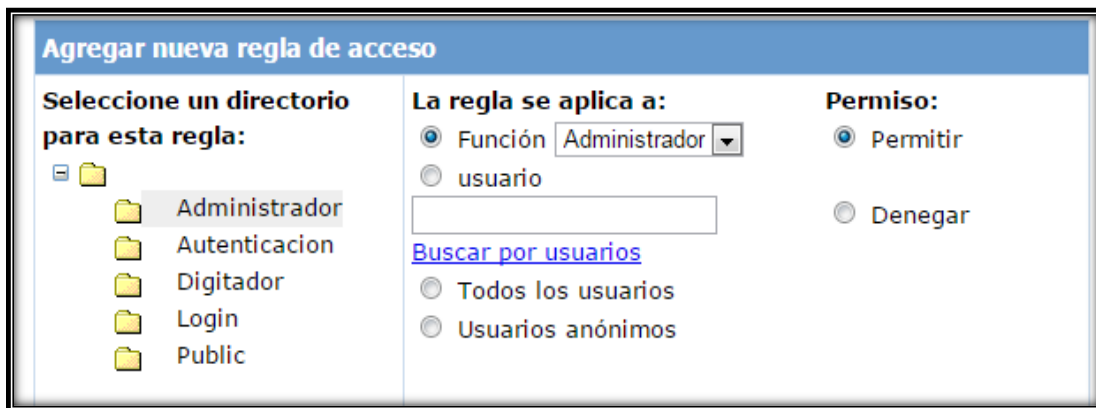 Agregar nueva regla de acceso
Seleccione un directorio
para esta regla:
Administrador
Autenticacion
Digitador
Login
Public
La regla se aplica a:
Función Administrador
usuario
Buscar por usuarios
Todos los usuarios
Usuarios anónimos
Permiso:
Permitir
Denegar